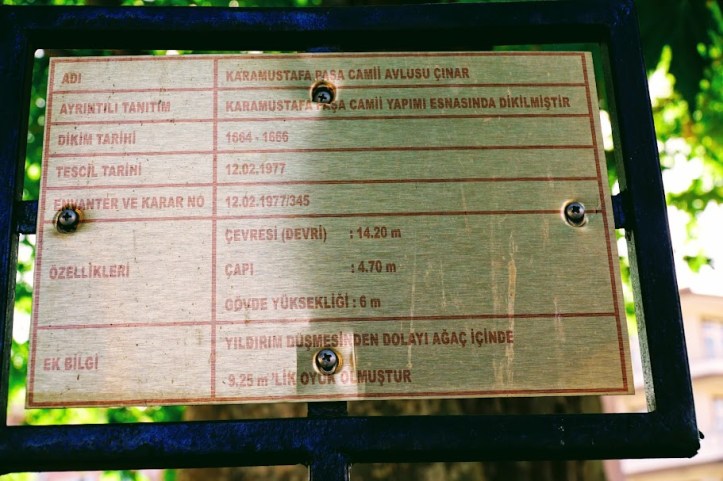 ADI KARAMUSTAFA PAŞA CAMİİ AVLUSU ÇINAR
AYRINTILI TANITIM KARAMUSTAFA PAŞA CAMİİ YAPIMI ESNASINDA DİKİLMİŞTİR
DİKİM TARİHİ 1664 - 1666
TESCİL TARİHİ 12.02.1977
ENVANTER VE KARAR NO 12.02.1977/345
ÇEVRESİ (DEVRİ) : 14.20 m
ÖZELLİKLERİ ÇAPI : 4.70 m
GÖVDE YÜKSEKLİĞİ : 6 m
EK BİLGİ YILDIRIM DÜŞMESİNDEN DOLAYI AĞAÇ İÇİNDE
9.25 m 'LİK OYUK OLMUŞTUR